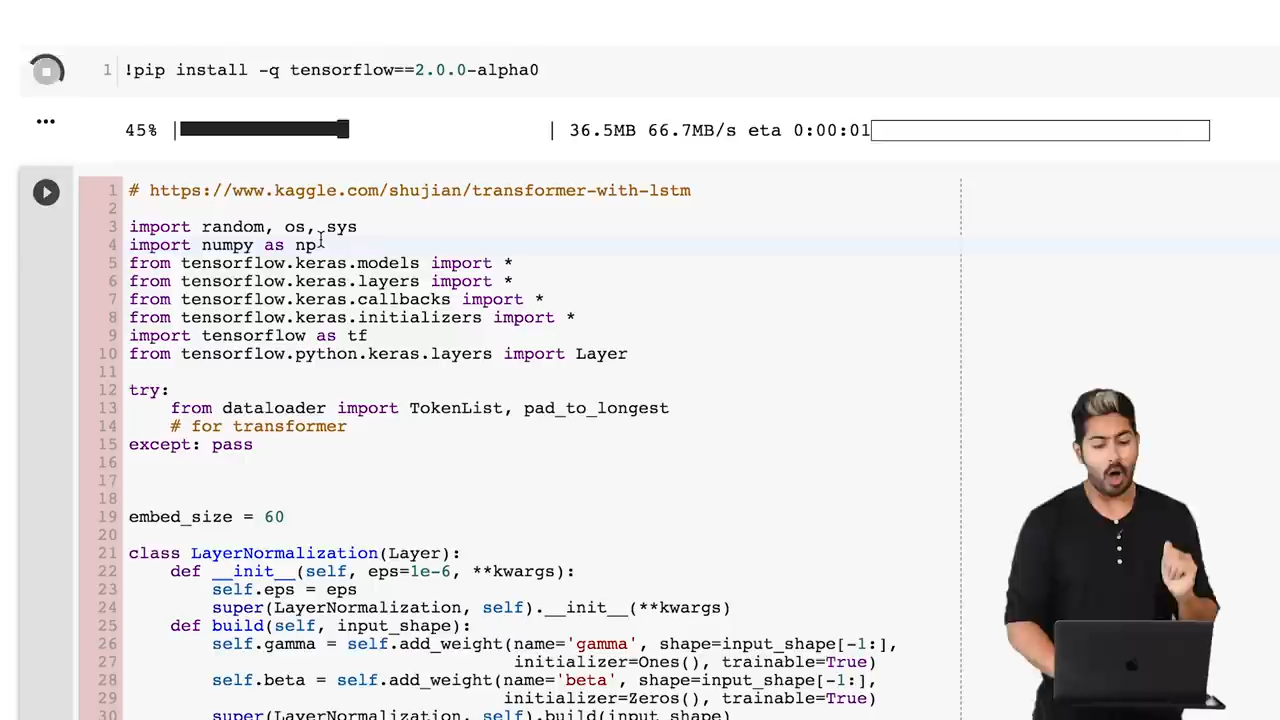 1 !pip install -q tensorflow==2.0.0-alpha0
45% | | 36.5MB 66.7MB/s eta 0:00:01
1 # https://www.kaggle.com/shujian/transformer-with-lstm
2
3 import random, os, sys
4 import numpy as np
5 from tensorflow.keras.models import *
6 from tensorflow.keras.layers import *
7 from tensorflow.keras.callbacks import *
8 from tensorflow.keras.initializers import *
9 import tensorflow as tf
10 from tensorflow.python.keras.layers import Layer
11
12 try:
13 from dataloader import TokenList, pad_to_longest
14 # for transformer
15 except: pass
16
17
18
19 embed_size = 60
20
21 class LayerNormalization(Layer):
22 def __init__(self, eps=1e-6, **kwargs):
23 self.eps = eps
24 super(LayerNormalization, self).__init__(**kwargs)
25 def build(self, input_shape):
26 self.gamma = self.add_weight(name='gamma', shape=input_shape[-1:],
27 initializer=Ones(), trainable=True)
28 self.beta = self.add_weight(name='beta', shape=input_shape[-1:],
29 initializer=Zeros(), trainable=True)
30 super(LayerNormalization, self).build(input_shape)